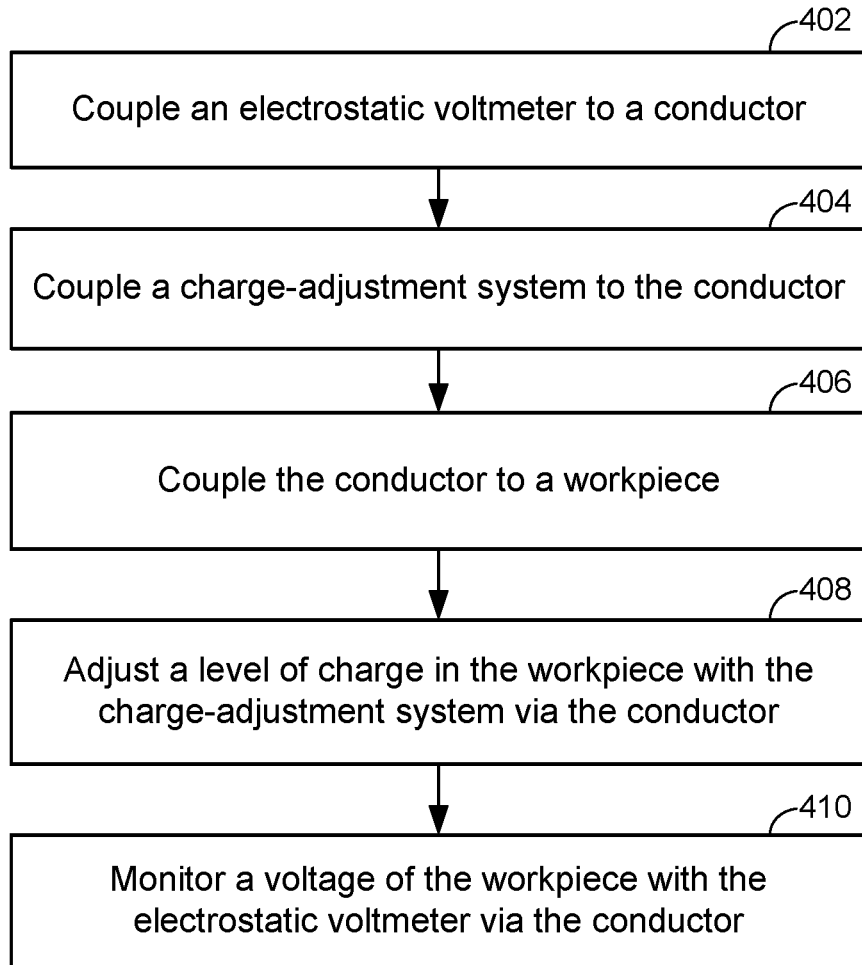 402
Couple an electrostatic voltmeter to a conductor
404
Couple a charge-adjustment system to the conductor
406
Couple the conductor to a workpiece
408
Adjust a level of charge in the workpiece with the
charge-adjustment system via the conductor
410
Monitor a voltage of the workpiece with the
electrostatic voltmeter via the conductor